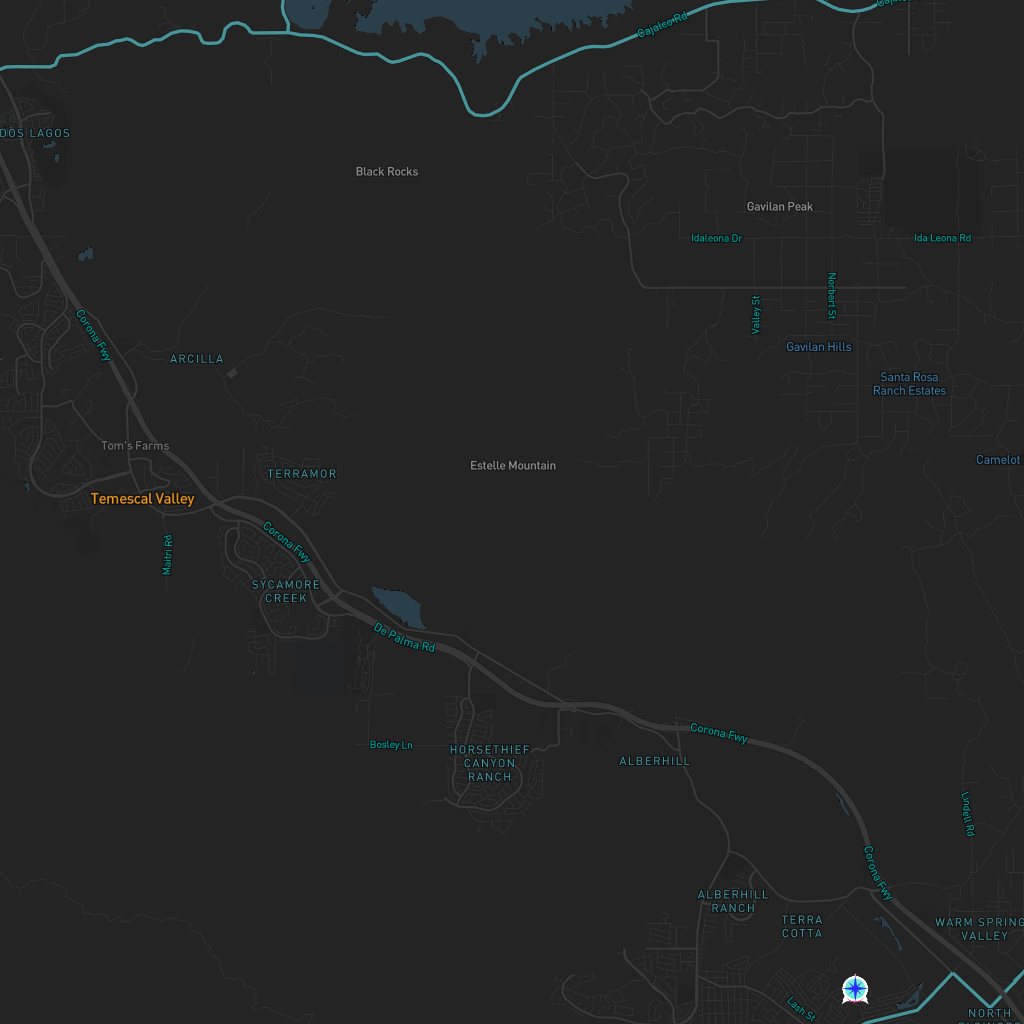 Cajalco Rd
Cajalco
DOS LAGOS
Black Rocks
Gavilan Peak
Idaleona Dr
Ida Leona Rd
Norbert St
Valley St
Corona Fwy
Gavilan Hills
ARCILLA
Santa Rosa
Ranch Estates
Tom's Farms
Camelot
Estelle Mountain
TERRAMOR
Temescal Valley
Corona Fwy
Maitri Rd
SYCAMORE
CREEK
De Palma Rd
Corona Fwy
Bosley Ln
HORSETHIEF
CANYON
RANCH
ALBERHILL
Lindell Rd
Corona Fwy
ALBERHILL
RANCH
TERRA
COTTA
WARM SPRING
VALLEY
Lash St
NORTH